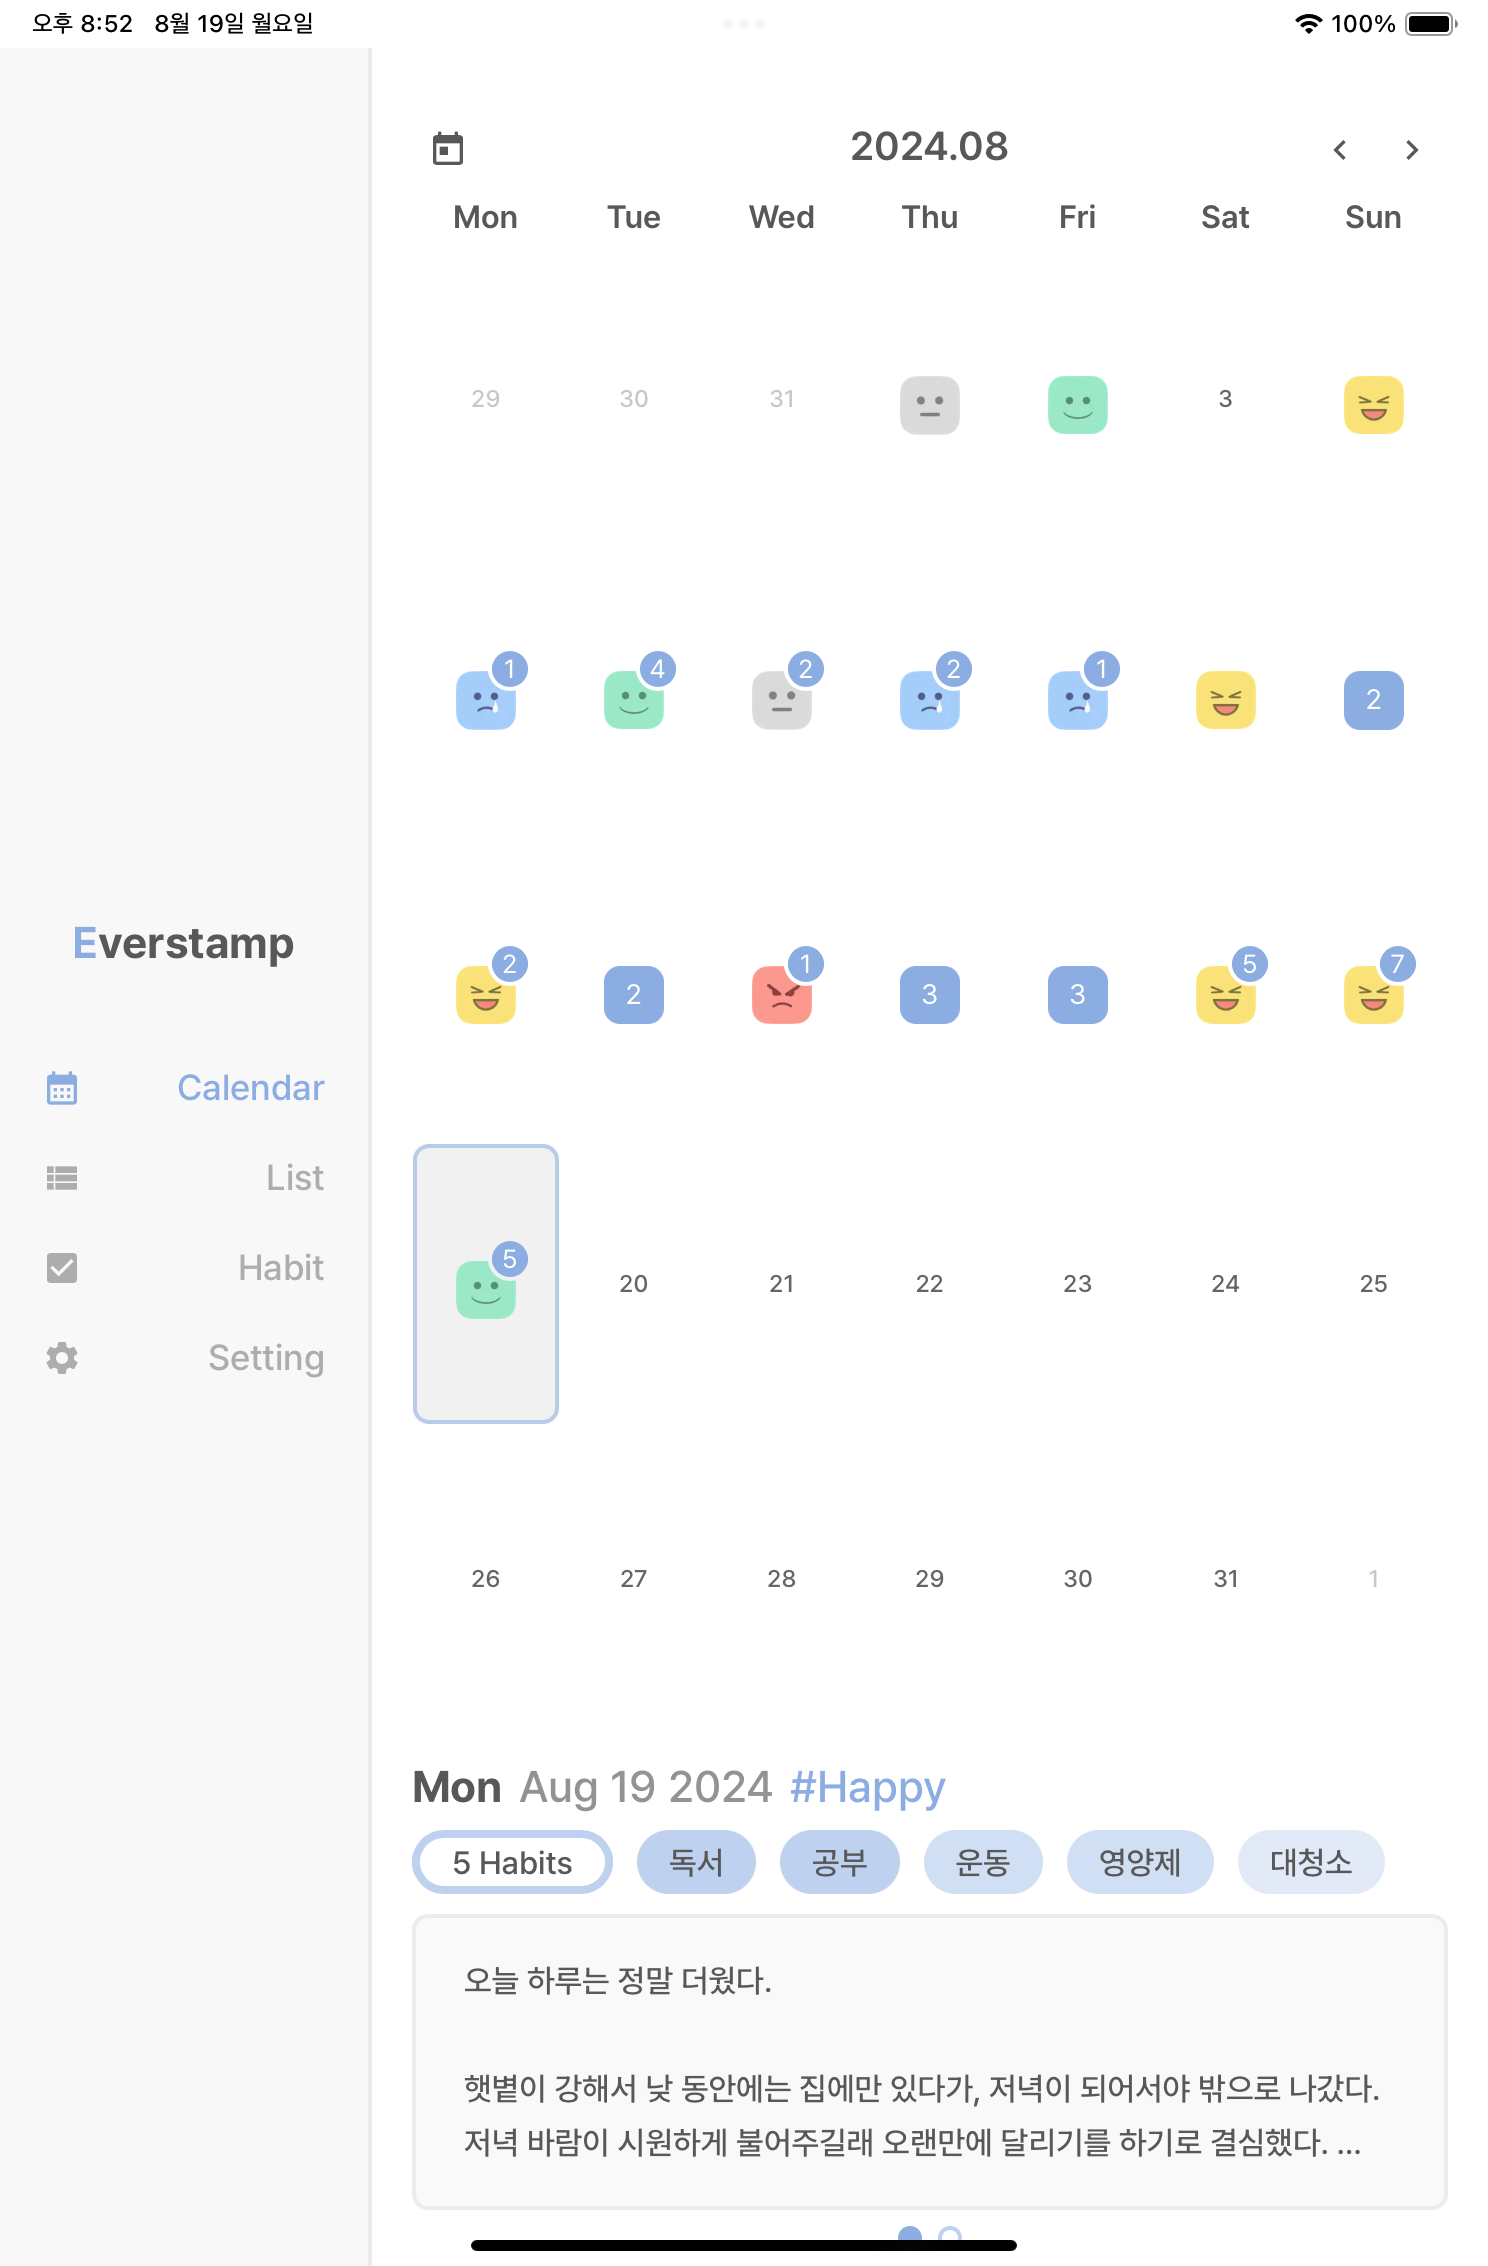 오후 8:52 8월 19일 월요일
100%
2024.08
Mon Tue Wed Thu Fri Sat Sun
29 30 31 3
1 4 2 2 1 2
2 2 1 3 3 5 7
5 20 21 22 23 24 25
26 27 28 29 30 31 1
Everstamp
Calendar
List
Habit
Setting
Mon Aug 19 2024 #Happy
5 Habits 독서 공부 운동 영양제 대청소
오늘 하루는 정말 더웠다.
햇볕이 강해서 낮 동안에는 집에만 있다가, 저녁이 되어서야 밖으로 나갔다.
저녁 바람이 시원하게 불어주길래 오랜만에 달리기를 하기로 결심했다. ...